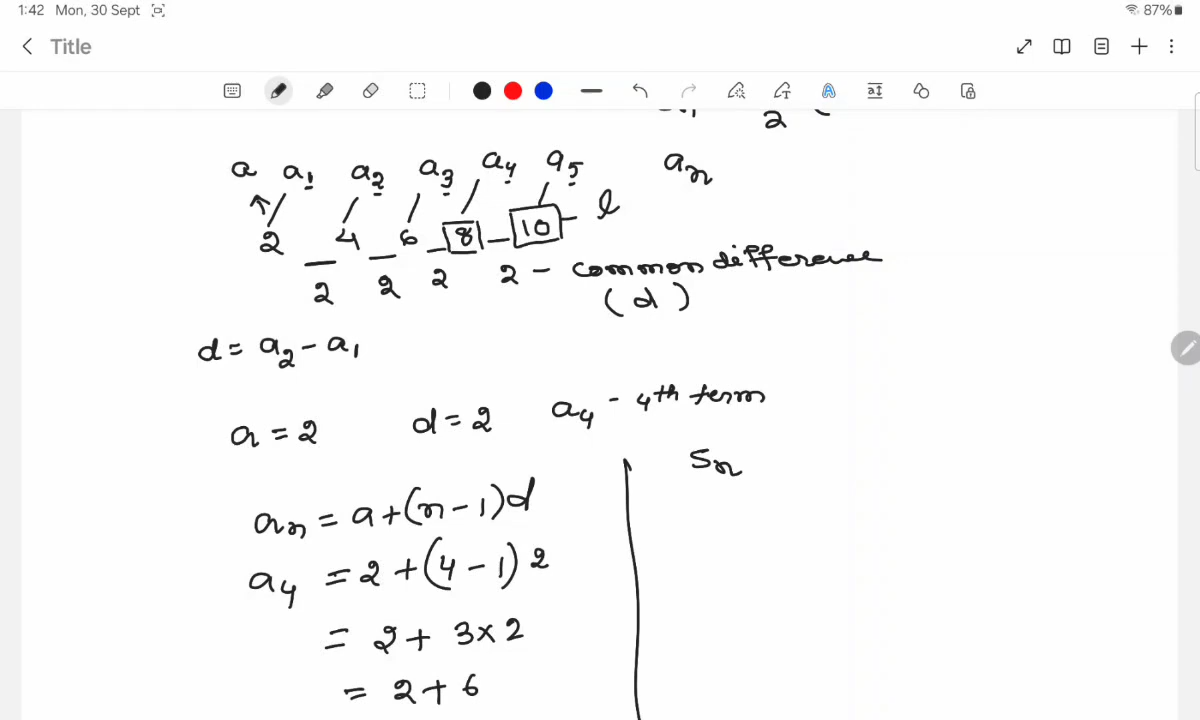 1:42 Mon, 30 Sept
87%
Title
2
a a1 a2 a3 a4 a5 an
2 4 6 8 10 l
2 2 2 2 - common difference
(d)
d = a2 - a1
a = 2 d = 2 a4 - 4th term
Sn
an = a + (n - 1)d
a4 = 2 + (4 - 1) 2
= 2 + 3 x 2
= 2 + 6